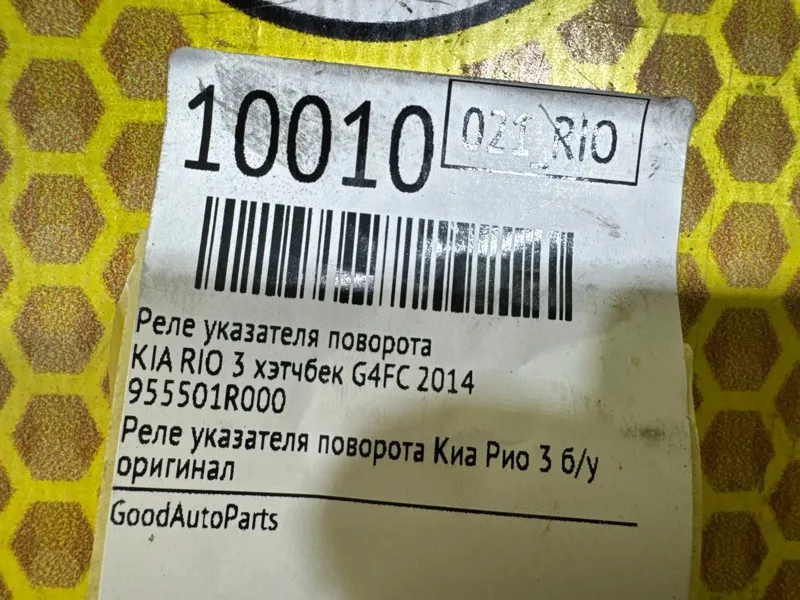 10010
021_RIO
Реле указателя поворота
KIA RIO 3 хэтчбек G4FC 2014
955501R000
Реле указателя поворота Киа Рио 3 б/у
оригинал
GoodAutoParts